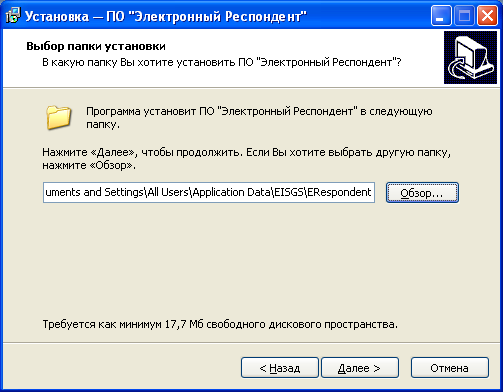 Установка — ПО "Электронный Респондент"
Выбор папки установки
В какую папку Вы хотите установить ПО "Электронный Респондент"?
Программа установит ПО "Электронный Респондент" в следующую
папку.
Нажмите «Далее», чтобы продолжить. Если Вы хотите выбрать другую папку,
нажмите «Обзор».
uments and Settings\All Users\Application Data\EISGS\ERespondent
Обзор...
Требуется как минимум 17,7 Мб свободного дискового пространства.
< Назад
Далее >
Отмена